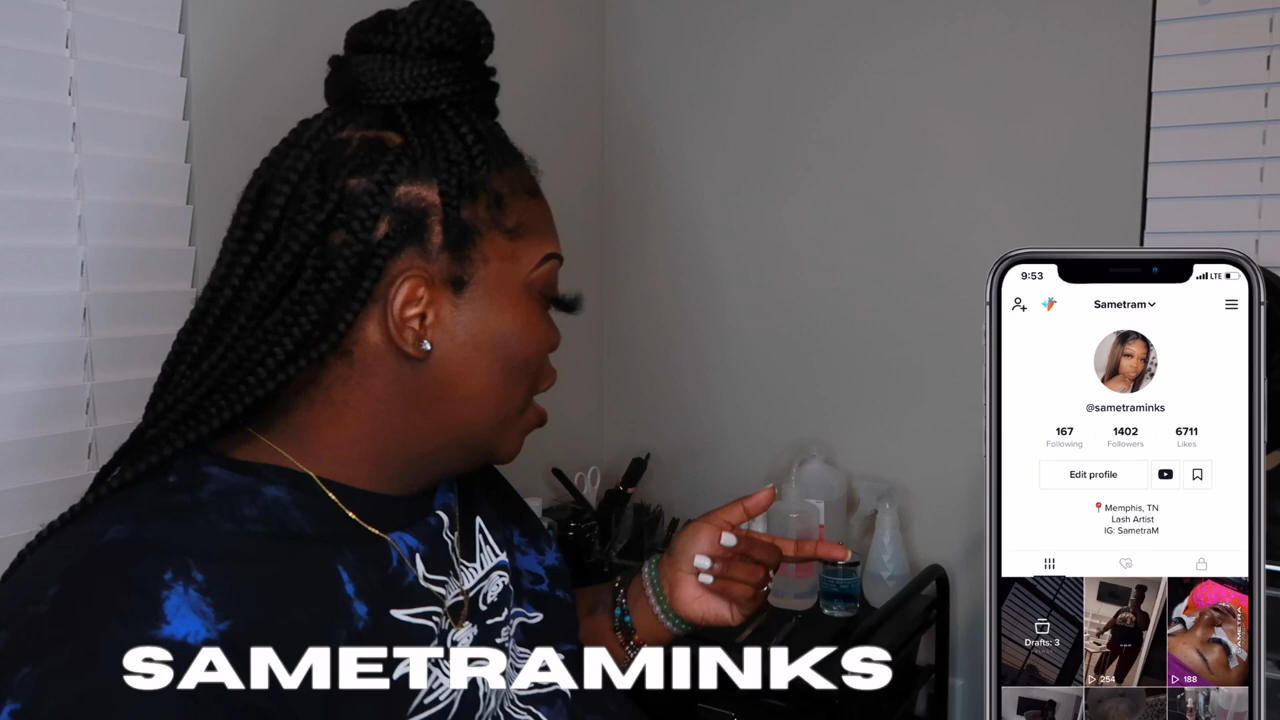 SAMETRAMINKS
9:53
LTE
Sametram
@sametraminks
167 1402 6711
Following Followers Likes
Edit profile
Memphis, TN
Lash Artist
IG: SametraM
Drafts: 3
254
188
SAMETRA